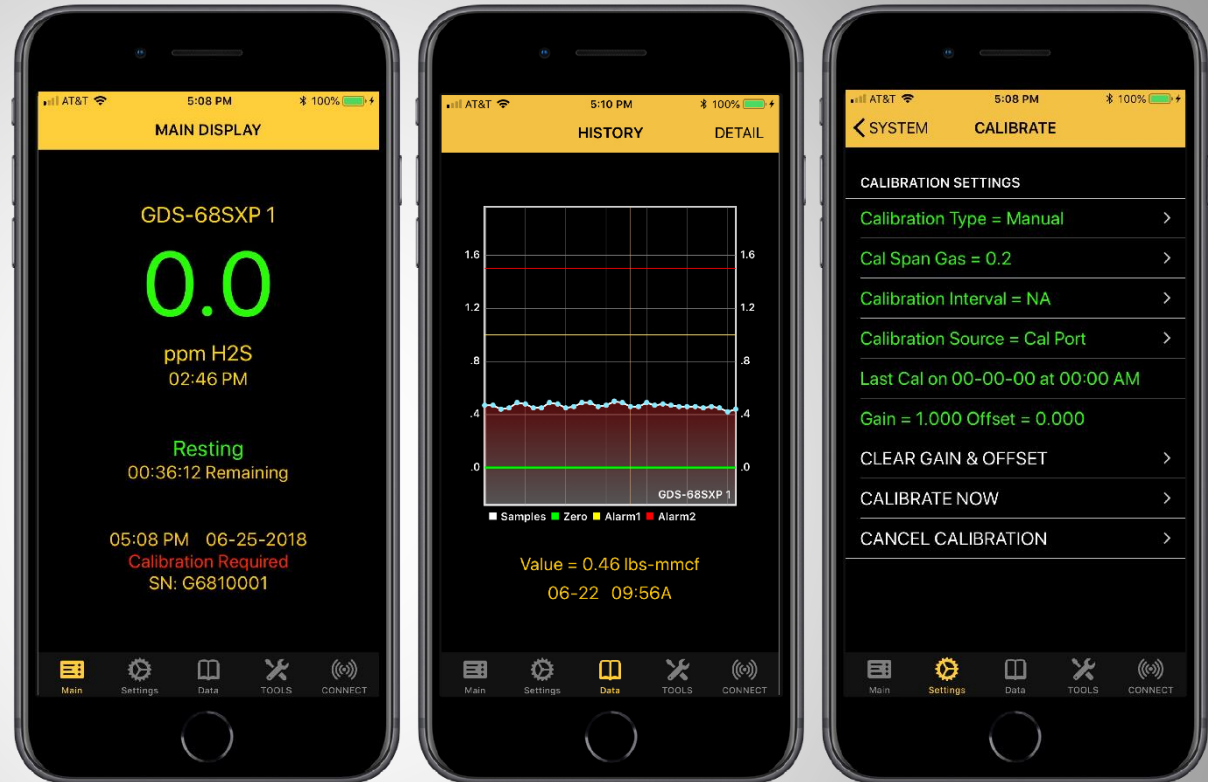 AT&T 5:08 PM 100%
MAIN DISPLAY
GDS-68SXP 1
0.0
ppm H2S
02:46 PM
Resting
00:36:12 Remaining
05:08 PM 06-25-2018
Calibration Required
SN: G6810001
Main Settings Data TOOLS CONNECT
AT&T 5:10 PM 100%
HISTORY DETAIL
1.6 1.6
1.2 1.2
.8 .8
.4 .4
.0 .0
GDS-68SXP 1
Samples Zero Alarm1 Alarm2
Value = 0.46 lbs-mmcf
06-22 09:56A
Main Settings Data TOOLS CONNECT
AT&T 5:08 PM 100%
SYSTEM CALIBRATE
CALIBRATION SETTINGS
Calibration Type = Manual
Cal Span Gas = 0.2
Calibration Interval = NA
Calibration Source = Cal Port
Last Cal on 00-00-00 at 00:00 AM
Gain = 1.000 Offset = 0.000
CLEAR GAIN & OFFSET
CALIBRATE NOW
CANCEL CALIBRATION
Main Settings Data TOOLS CONNECT